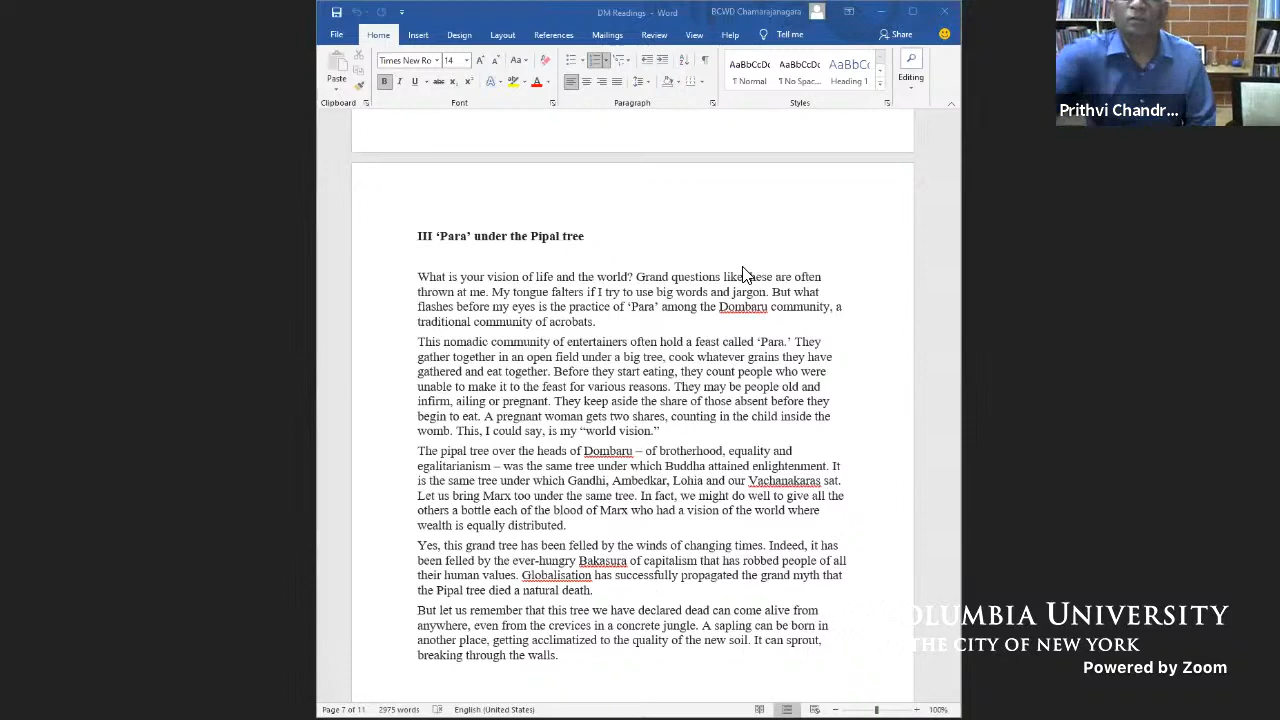 DM Readings - Word
BCWD Chamarajanagara
File Home Insert Design Layout References Mailings Review View Help Tell me Share
Paste
Times New Ro 14
AaBbCcDc AaBbCcDc AaBbC
¶ Normal ¶ No Spac... Heading 1
Editing
Clipboard Font Paragraph Styles
Prithvi Chandr...
III ‘Para’ under the Pipal tree
What is your vision of life and the world? Grand questions like these are often
thrown at me. My tongue falters if I try to use big words and jargon. But what
flashes before my eyes is the practice of ‘Para’ among the Dombaru community, a
traditional community of acrobats.
This nomadic community of entertainers often hold a feast called ‘Para.’ They
gather together in an open field under a big tree, cook whatever grains they have
gathered and eat together. Before they start eating, they count people who were
unable to make it to the feast for various reasons. They may be people old and
infirm, ailing or pregnant. They keep aside the share of those absent before they
begin to eat. A pregnant woman gets two shares, counting in the child inside the
womb. This, I could say, is my “world vision.”
The pipal tree over the heads of Dombaru – of brotherhood, equality and
egalitarianism – was the same tree under which Buddha attained enlightenment. It
is the same tree under which Gandhi, Ambedkar, Lohia and our Vachanakaras sat.
Let us bring Marx too under the same tree. In fact, we might do well to give all the
others a bottle each of the blood of Marx who had a vision of the world where
wealth is equally distributed.
Yes, this grand tree has been felled by the winds of changing times. Indeed, it has
been felled by the ever-hungry Bakasura of capitalism that has robbed people of all
their human values. Globalisation has successfully propagated the grand myth that
the Pipal tree died a natural death.
But let us remember that this tree we have declared dead can come alive from
anywhere, even from the crevices in a concrete jungle. A sapling can be born in
another place, getting acclimatized to the quality of the new soil. It can sprout,
breaking through the walls.
COLUMBIA UNIVERSITY
IN THE CITY OF NEW YORK
Powered by Zoom
Page 7 of 11 2975 words English (United States) 100%